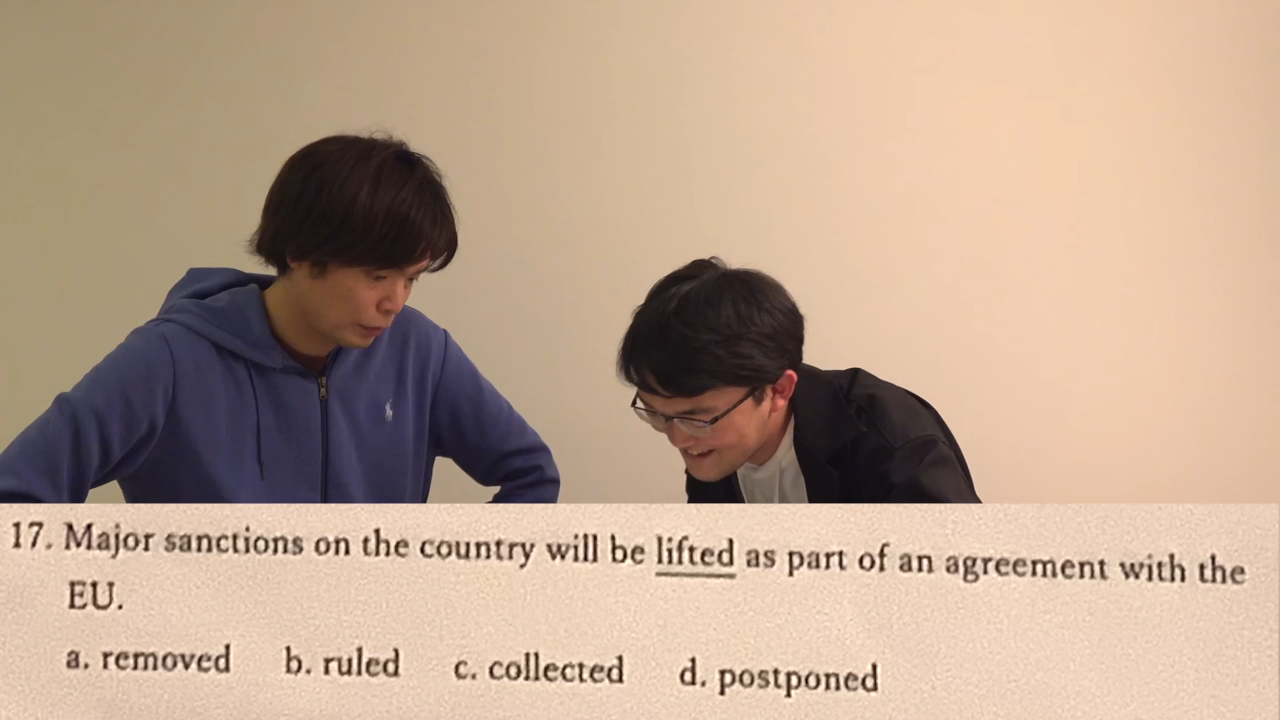 17. Major sanctions on the country will be lifted as part of an agreement with the
EU.
a. removed b. ruled c. collected d. postponed